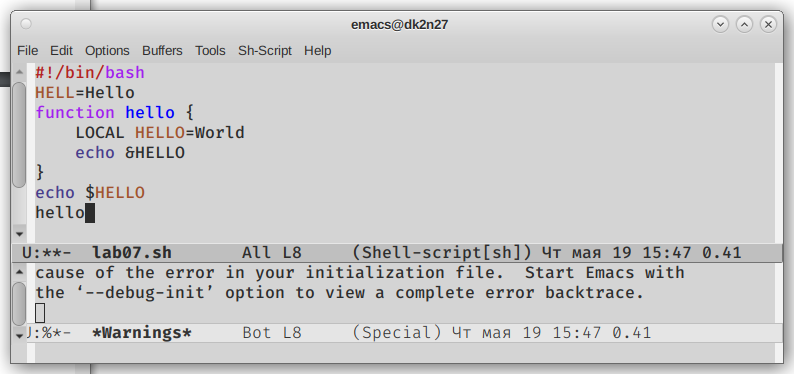 emacs@dk2n27
File Edit Options Buffers Tools Sh-Script Help
#!/bin/bash
HELL=Hello
function hello {
    LOCAL HELLO=World
    echo &HELLO
}
echo $HELLO
hello
U:**-  lab07.sh       All L8     (Shell-script[sh]) Чт мая 19 15:47 0.41
cause of the error in your initialization file.  Start Emacs with
the ‘--debug-init’ option to view a complete error backtrace.
U:%*-  *Warnings*     Bot L8     (Special) Чт мая 19 15:47 0.41